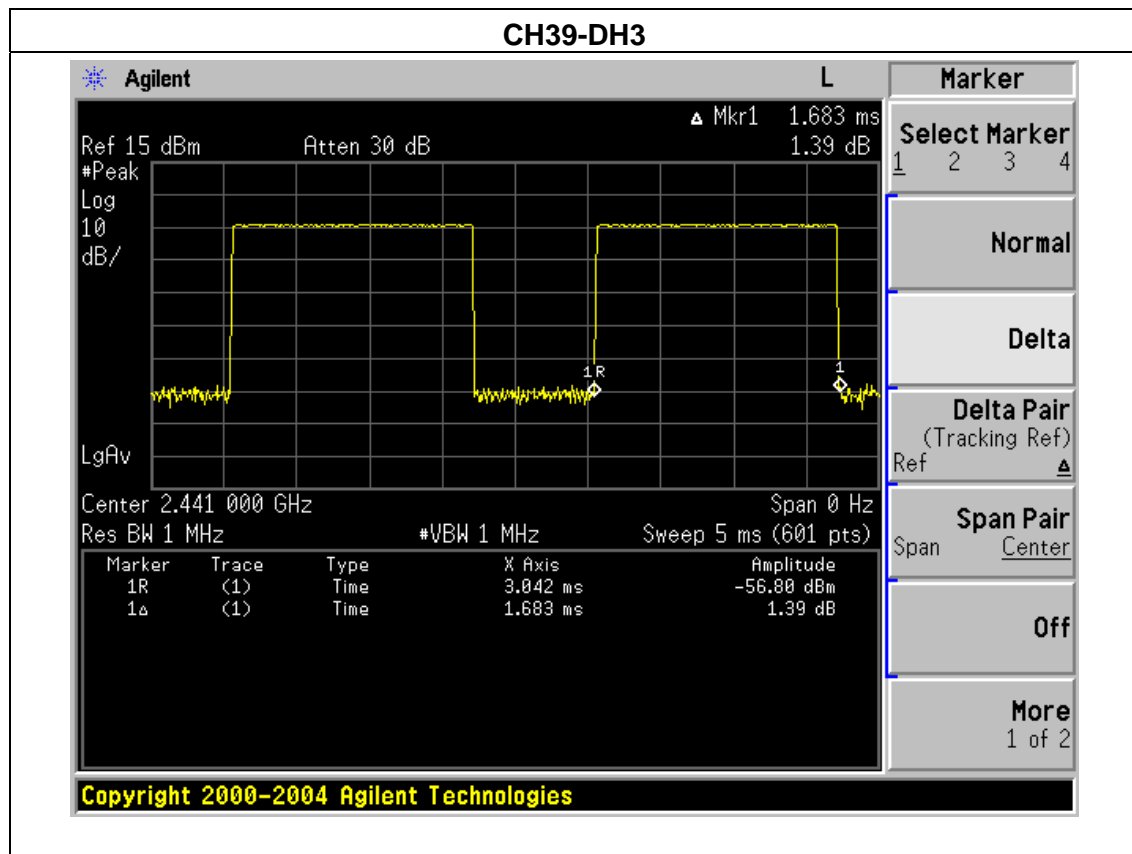 CH39-DH3
Agilent L
Δ Mkr1 1.683 ms
Ref 15 dBm Atten 30 dB 1.39 dB
#Peak
Log
10
dB/
1R
1
LgAv
Center 2.441 000 GHz Span 0 Hz
Res BW 1 MHz #VBW 1 MHz Sweep 5 ms (601 pts)
Marker Trace Type X Axis Amplitude
1R (1) Time 3.042 ms -56.80 dBm
1Δ (1) Time 1.683 ms 1.39 dB
Marker
Select Marker
1 2 3 4
Normal
Delta
Delta Pair
(Tracking Ref)
Ref Δ
Span Pair
Span Center
Off
More
1 of 2
Copyright 2000-2004 Agilent Technologies